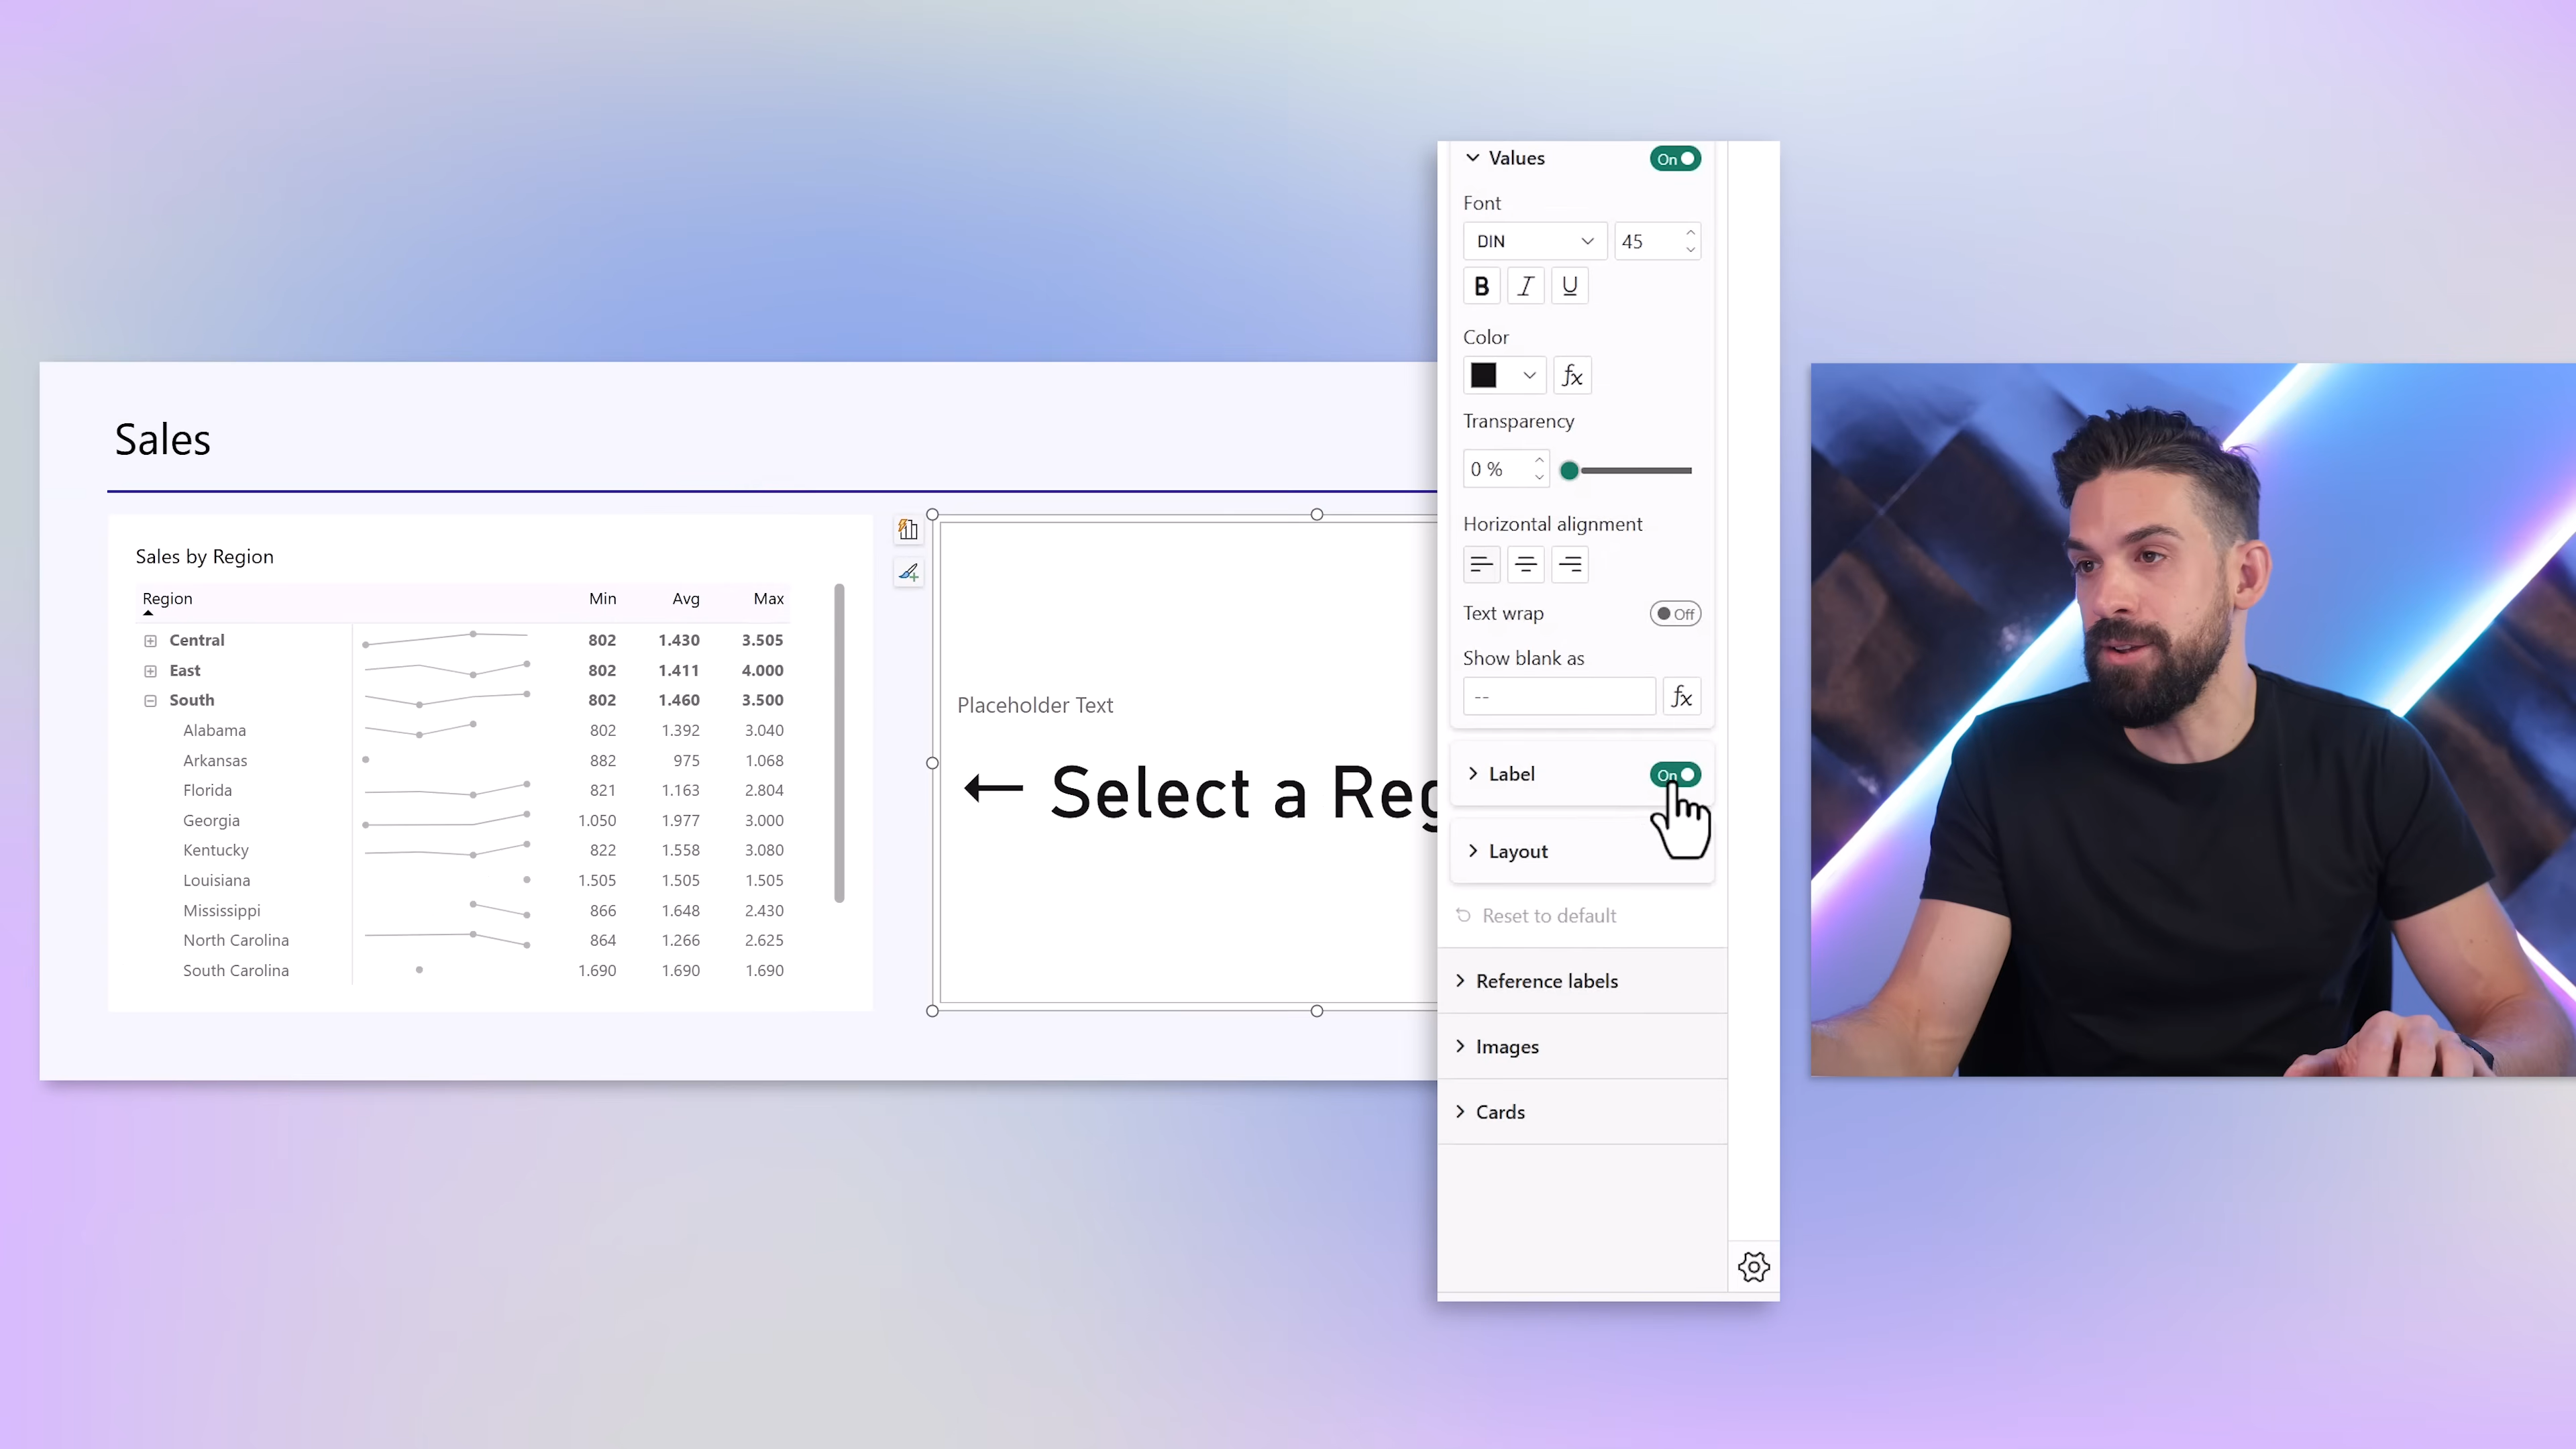 Sales
Sales by Region
Region Min Avg Max
Central 802 1.430 3.505
East 802 1.411 4.000
South 802 1.460 3.500
Alabama 802 1.392 3.040
Arkansas 882 975 1.068
Florida 821 1.163 2.804
Georgia 1.050 1.977 3.000
Kentucky 822 1.558 3.080
Louisiana 1.505 1.505 1.505
Mississippi 866 1.648 2.430
North Carolina 864 1.266 2.625
South Carolina 1.690 1.690 1.690
Placeholder Text
← Select a Reg
Values On
Font
DIN 45
B I U
Color
fx
Transparency
0 %
Horizontal alignment
Text wrap Off
Show blank as
-- fx
Label On
Layout
Reset to default
Reference labels
Images
Cards